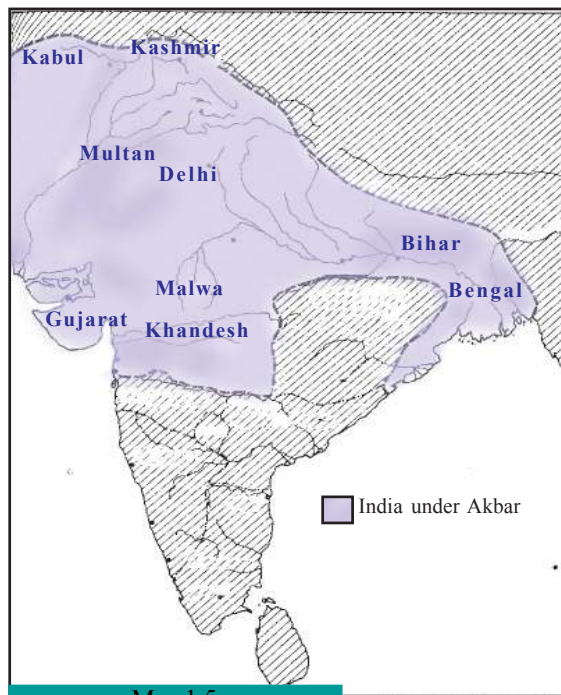 Kashmir
Kabul
Multan
Delhi
Bihar
Malwa
Bengal
Gujarat
Khandesh
India under Akbar